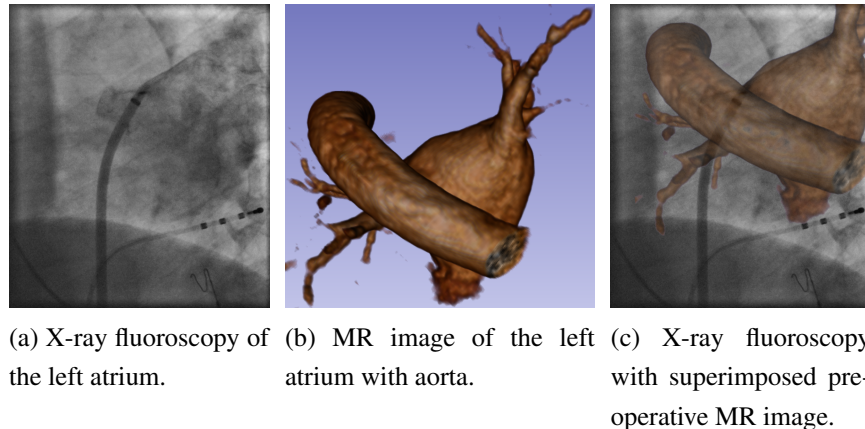 (a) X-ray fluoroscopy of
the left atrium.
(b) MR image of the left
atrium with aorta.
(c) X-ray fluoroscopy
with superimposed pre-
operative MR image.